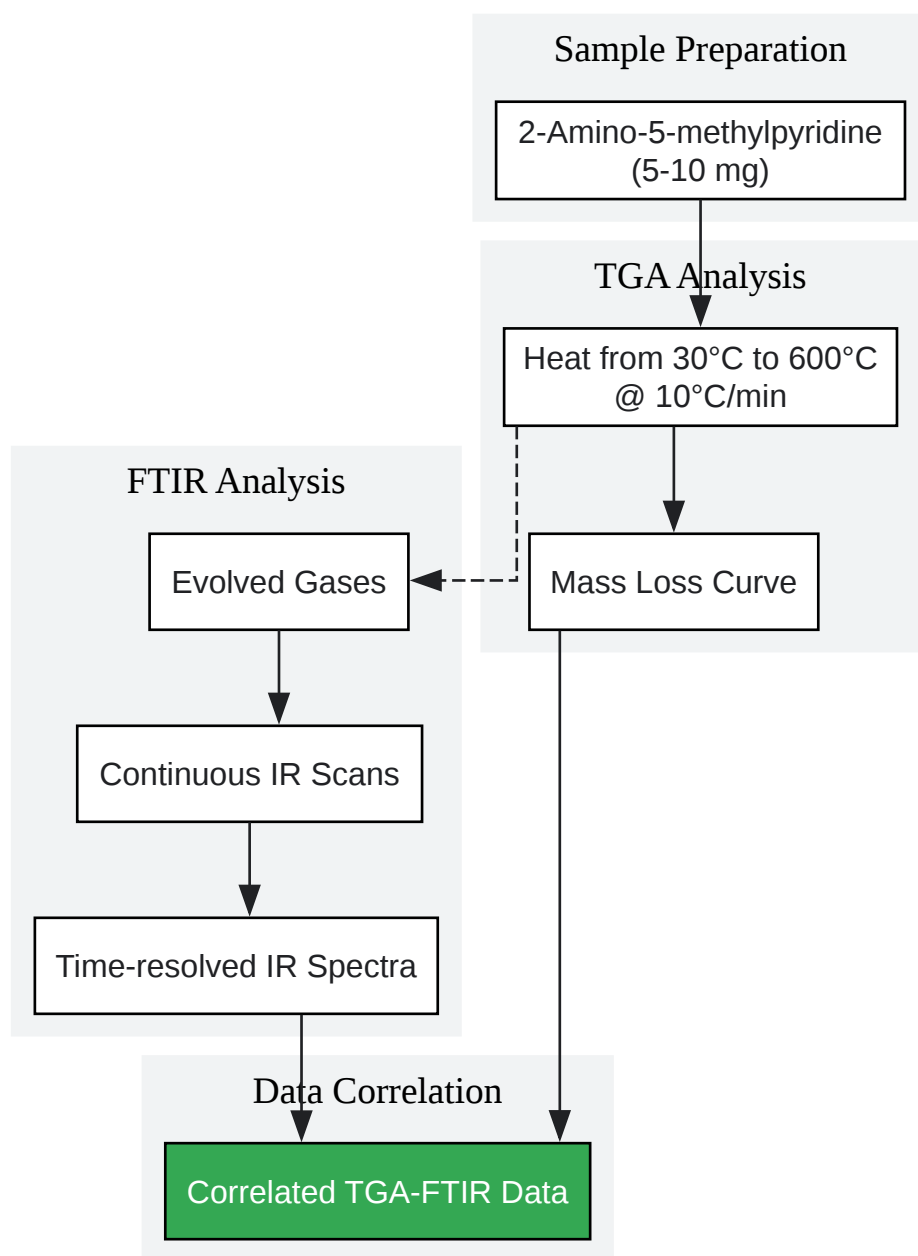 Sample Preparation
2-Amino-5-methylpyridine
(5-10 mg)
TGA Analysis
Heat from 30°C to 600°C
@ 10°C/min
FTIR Analysis
Evolved Gases
Mass Loss Curve
Continuous IR Scans
Time-resolved IR Spectra
Data Correlation
Correlated TGA-FTIR Data